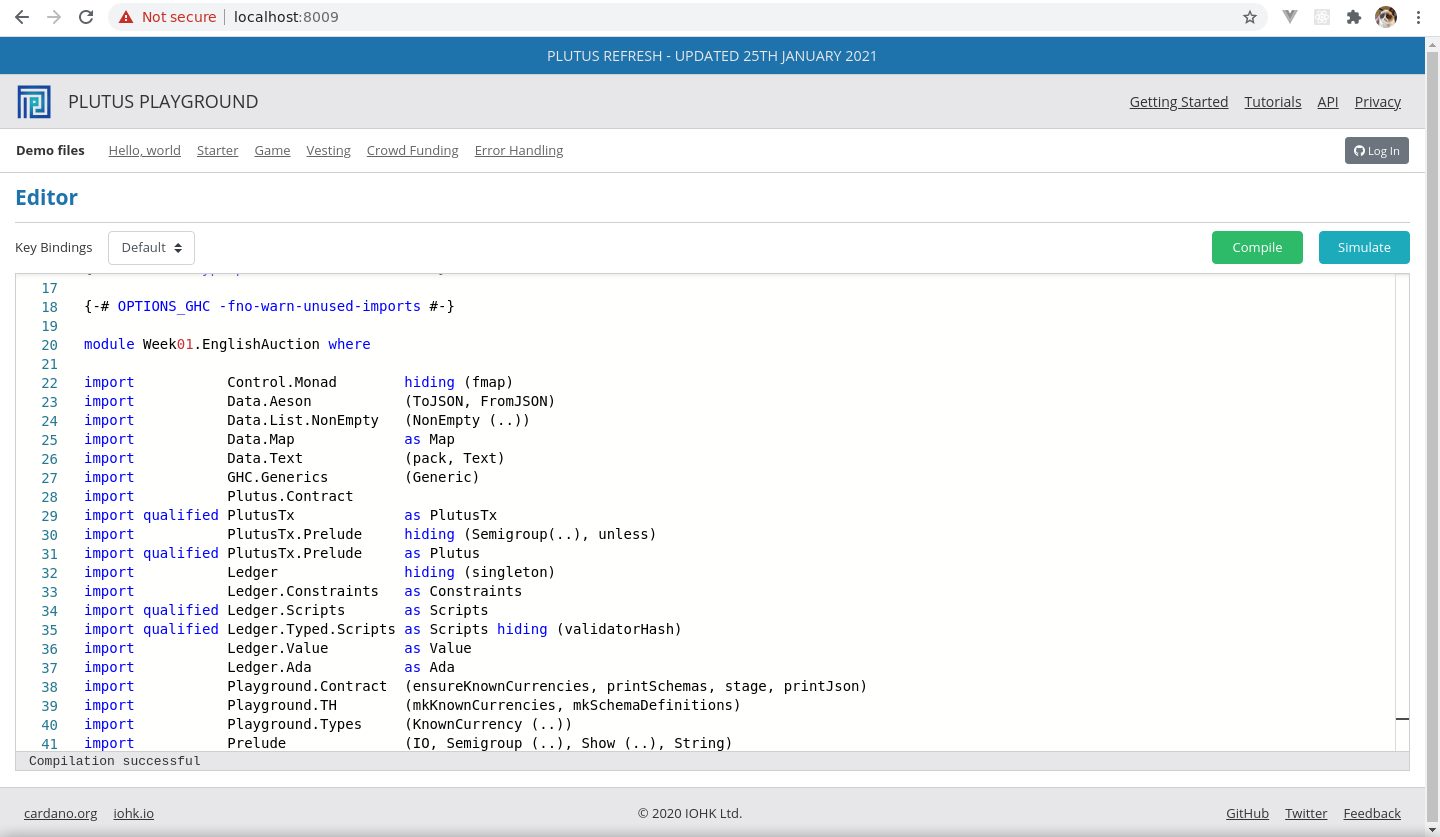 Not secure | localhost:8009
PLUTUS REFRESH - UPDATED 25TH JANUARY 2021
PLUTUS PLAYGROUND Getting Started Tutorials API Privacy
Demo files Hello, world Starter Game Vesting Crowd Funding Error Handling Log In
Editor
Key Bindings Default Compile Simulate
17
18 {-# OPTIONS_GHC -fno-warn-unused-imports #-}
19
20 module Week01.EnglishAuction where
21
22 import           Control.Monad        hiding (fmap)
23 import           Data.Aeson           (ToJSON, FromJSON)
24 import           Data.List.NonEmpty   (NonEmpty (..))
25 import           Data.Map             as Map
26 import           Data.Text            (pack, Text)
27 import           GHC.Generics         (Generic)
28 import           Plutus.Contract
29 import qualified PlutusTx             as PlutusTx
30 import           PlutusTx.Prelude     hiding (Semigroup(..), unless)
31 import qualified PlutusTx.Prelude     as Plutus
32 import           Ledger               hiding (singleton)
33 import           Ledger.Constraints   as Constraints
34 import qualified Ledger.Scripts       as Scripts
35 import qualified Ledger.Typed.Scripts as Scripts hiding (validatorHash)
36 import           Ledger.Value         as Value
37 import           Ledger.Ada           as Ada
38 import           Playground.Contract  (ensureKnownCurrencies, printSchemas, stage, printJson)
39 import           Playground.TH        (mkKnownCurrencies, mkSchemaDefinitions)
40 import           Playground.Types     (KnownCurrency (..))
41 import           Prelude              (IO, Semigroup (..), Show (..), String)
Compilation successful
cardano.org iohk.io © 2020 IOHK Ltd. GitHub Twitter Feedback